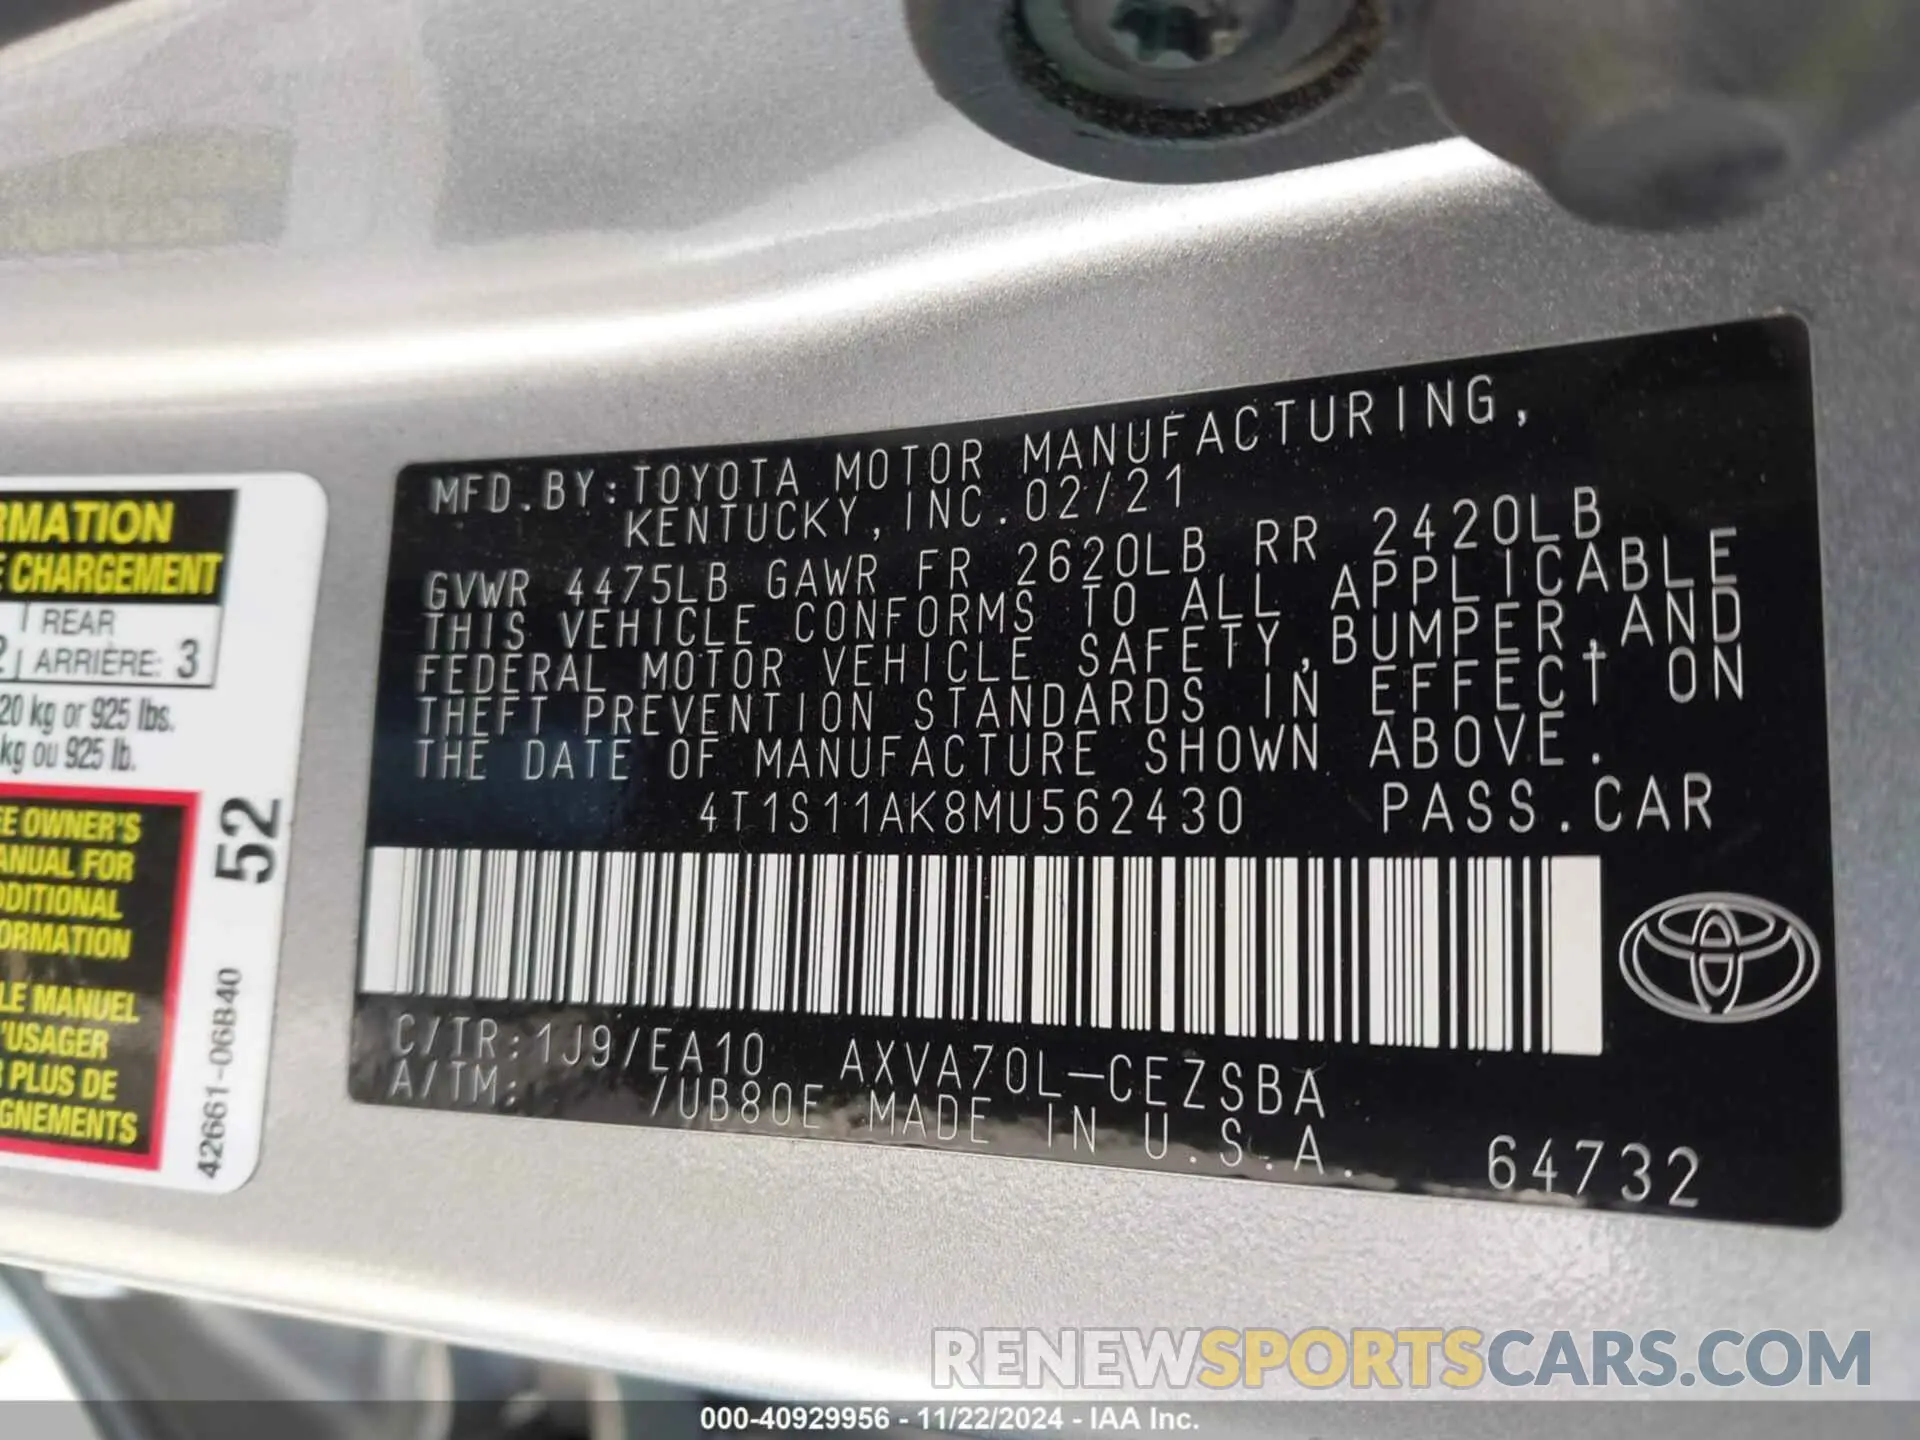 RMATION
E CHARGEMENT
REAR
2 ARRIÈRE: 3
20 kg or 925 lbs.
kg ou 925 lb.
EE OWNER'S
ANUAL FOR
DDITIONAL
ORMATION
LE MANUEL
'USAGER
R PLUS DE
GNEMENTS
52
42661-06B40
MFD.BY:TOYOTA MOTOR MANUFACTURING,
KENTUCKY, INC. 02/21
GVWR 4475LB GAWR FR 2620LB RR 2420LB
THIS VEHICLE CONFORMS TO ALL APPLICABLE
FEDERAL MOTOR VEHICLE SAFETY,BUMPER,AND
THEFT PREVENTION STANDARDS IN EFFECT ON
THE DATE OF MANUFACTURE SHOWN ABOVE.
4T1S11AK8MU562430 PASS.CAR
C/TR:1J9/EA10 AXVA70L-CEZSBA
A/TM: /UB80E MADE IN U.S.A. 64732
RENEWSPORTSCARS.COM
000-40929956 - 11/22/2024 - IAA Inc.